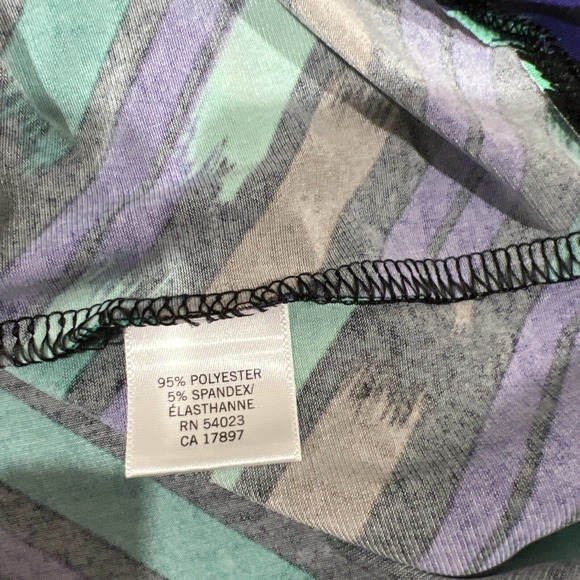 95% POLYESTER
5% SPANDEX/
ÉLASTHANNE
RN 54023
CA 17897